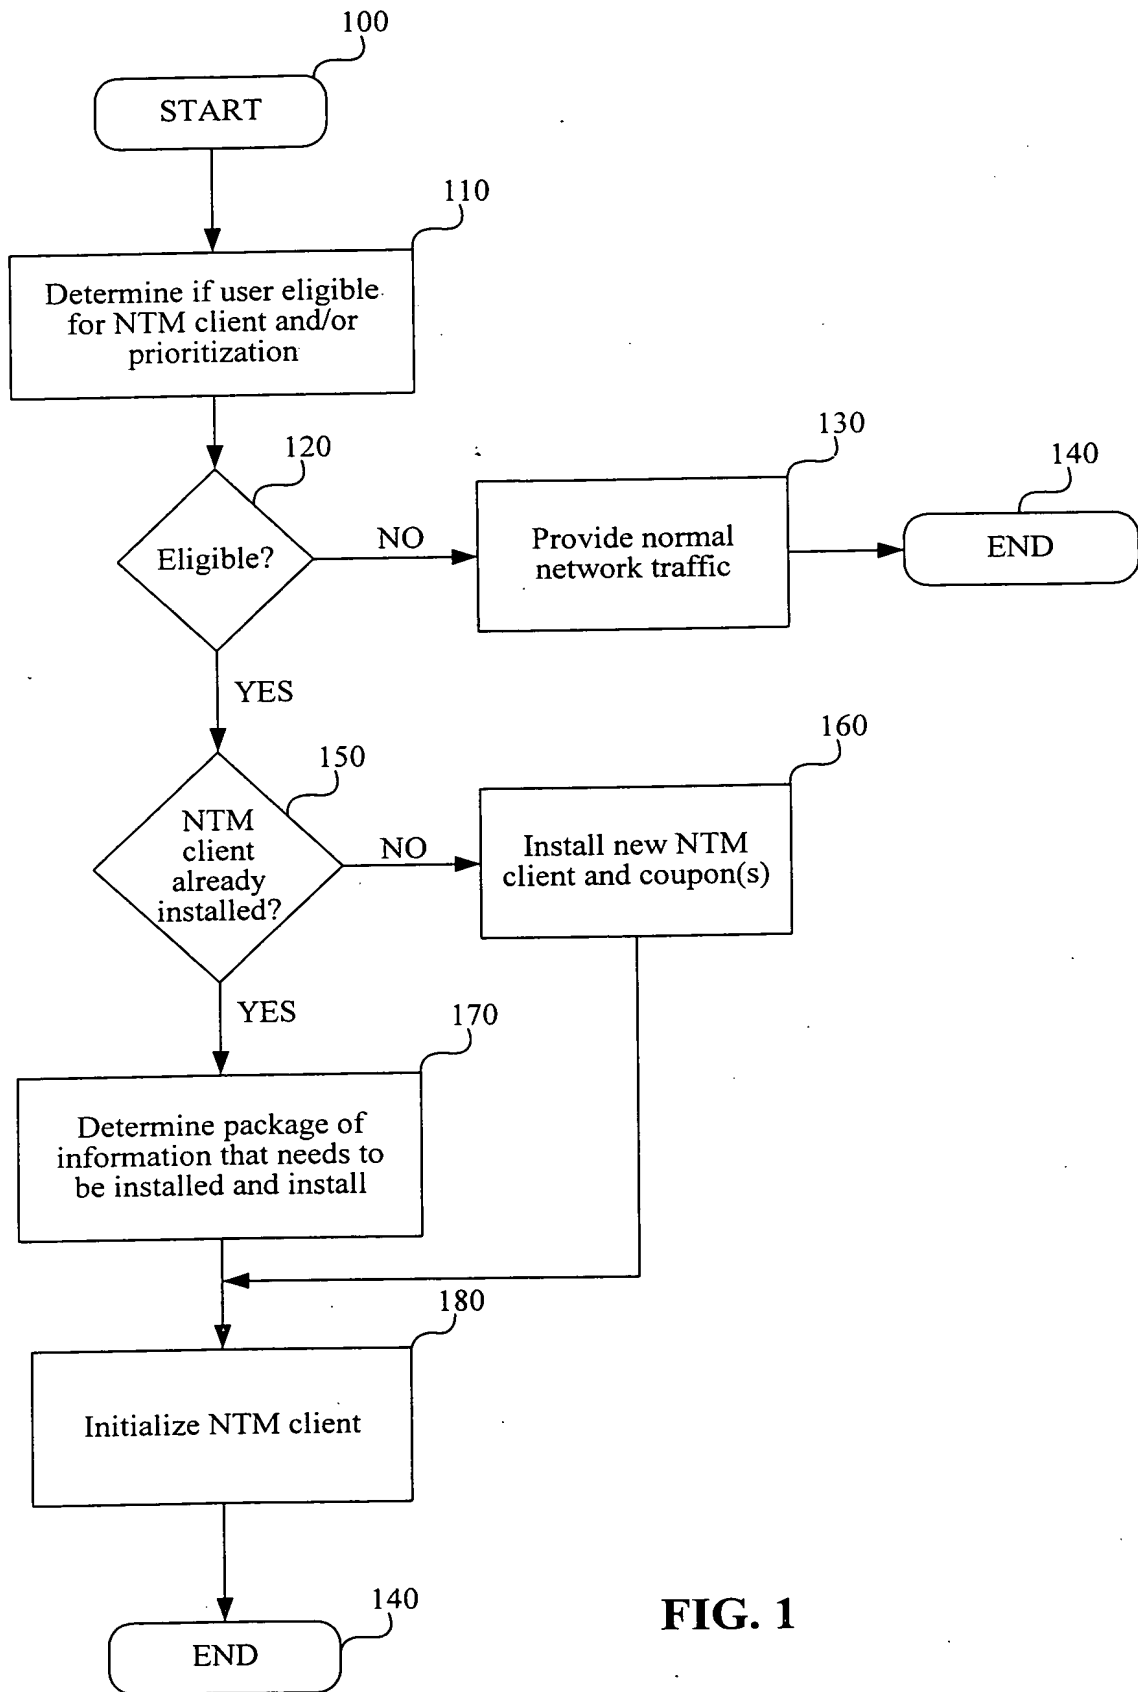 100
START
110
Determine if user eligible
for NTM client and/or
prioritization
120
Eligible?
NO
130
Provide normal
network traffic
140
END
YES
150
NTM
client
already
installed?
NO
160
Install new NTM
client and coupon(s)
YES
170
Determine package of
information that needs to
be installed and install
180
Initialize NTM client
140
END
FIG. 1